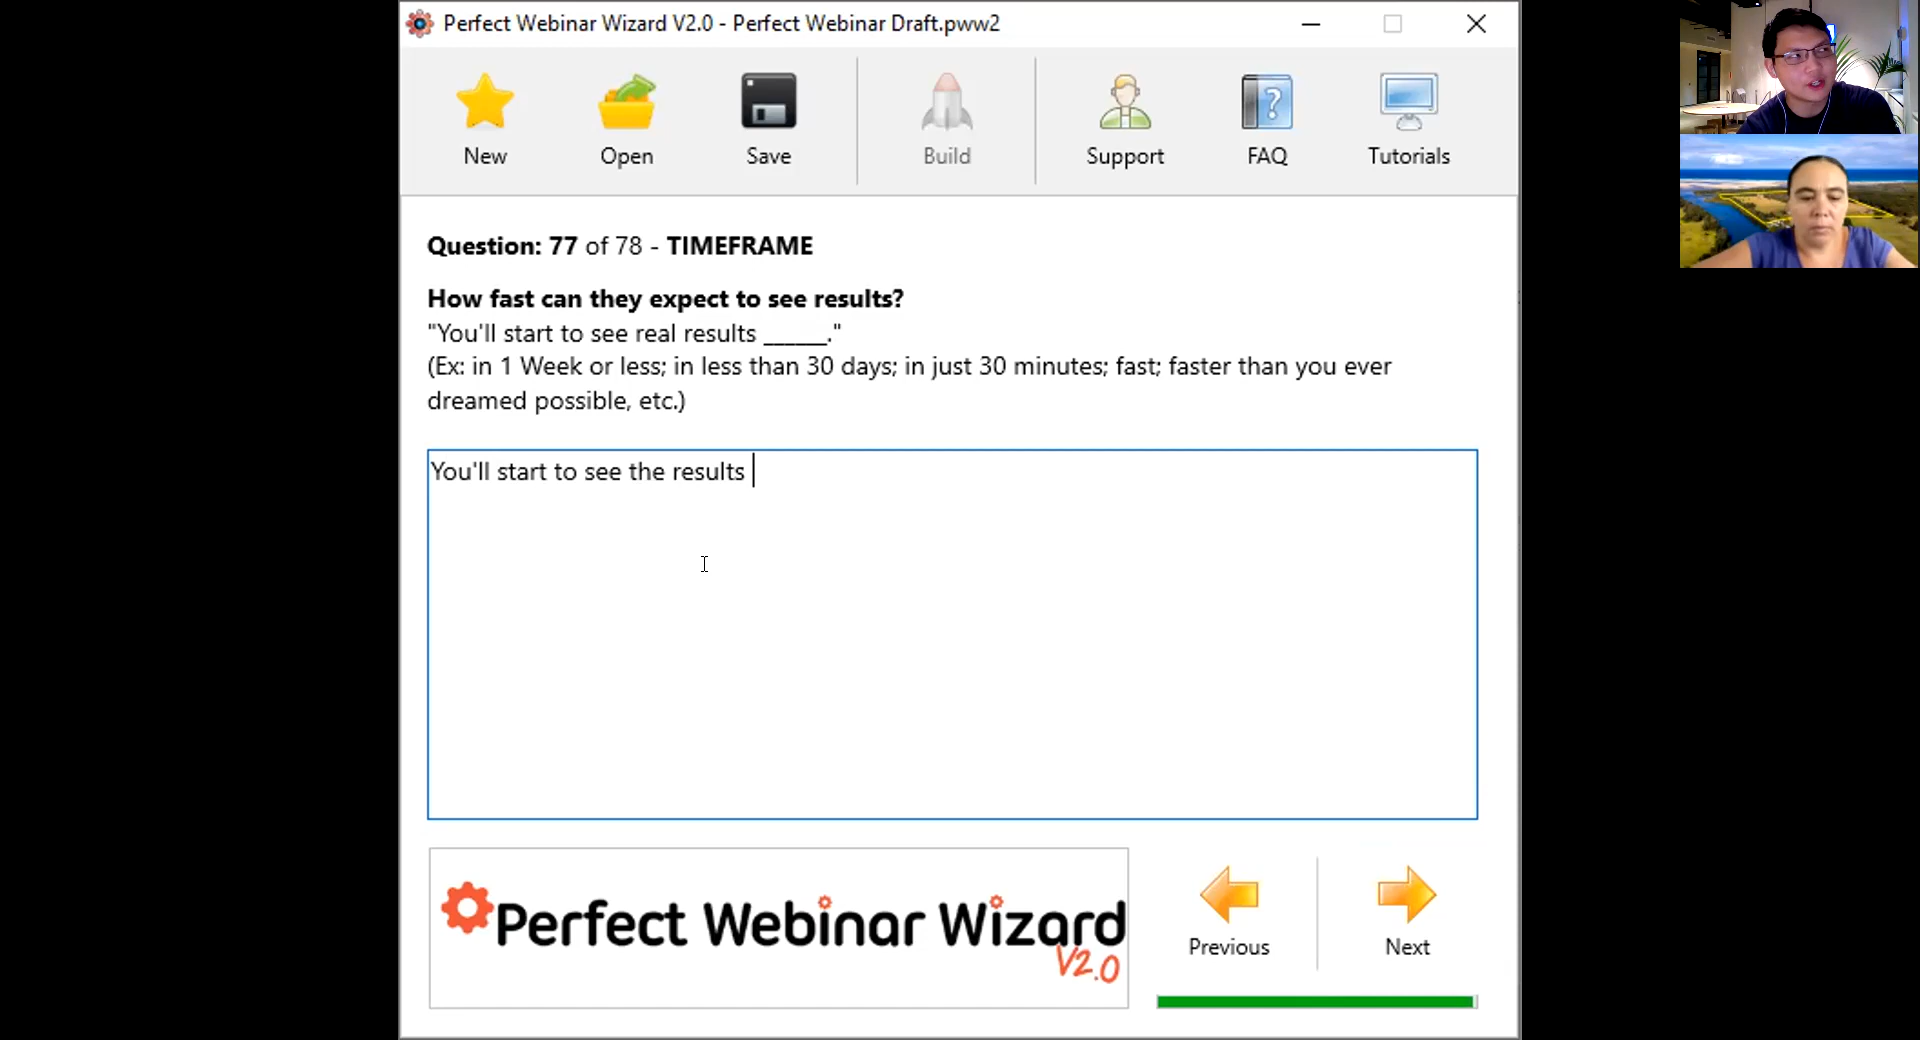 Perfect Webinar Wizard V2.0 - Perfect Webinar Draft.pww2
New Open Save Build Support FAQ Tutorials
Question: 77 of 78 - TIMEFRAME
How fast can they expect to see results?
"You'll start to see real results ______."
(Ex: in 1 Week or less; in less than 30 days; in just 30 minutes; fast; faster than you ever
dreamed possible, etc.)
You'll start to see the results
Perfect Webinar Wizard
V2.0
Previous Next